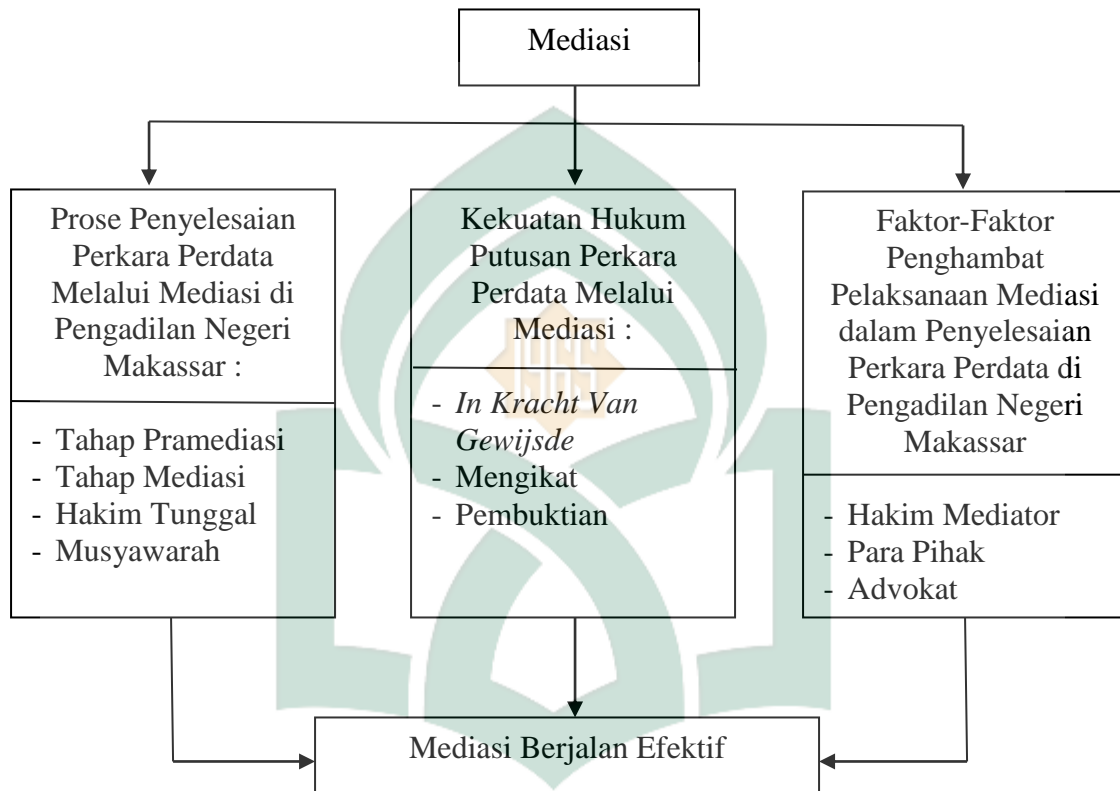 Mediasi
Prose Penyelesaian
Perkara Perdata
Melalui Mediasi di
Pengadilan Negeri
Makassar :
- Tahap Pramediasi
- Tahap Mediasi
- Hakim Tunggal
- Musyawarah
Kekuatan Hukum
Putusan Perkara
Perdata Melalui
Mediasi :
- In Kracht Van
Gewijsde
- Mengikat
- Pembuktian
Faktor-Faktor
Penghambat
Pelaksanaan Mediasi
dalam Penyelesaian
Perkara Perdata di
Pengadilan Negeri
Makassar
- Hakim Mediator
- Para Pihak
- Advokat
Mediasi Berjalan Efektif